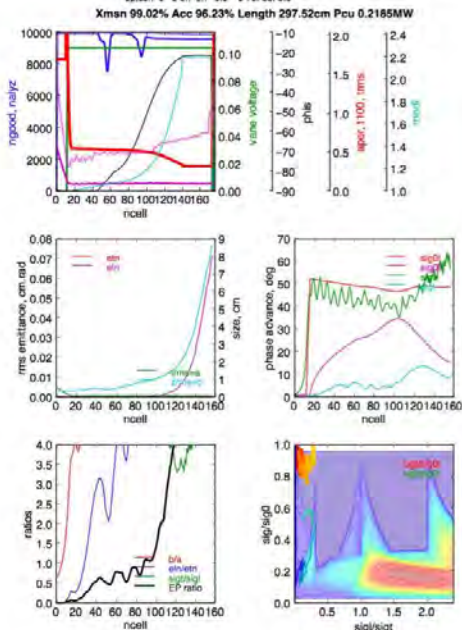 Xmsn 99.02% Acc 96.23% Length 297.52cm Pcu 0.2185MW
10000
8000
6000
4000
2000
0
ngood, nalyz
0 20 40 60 80 100 120 140 160
ncell
0.10
0.08
0.06
0.04
0.02
0.00
vane voltage
-10
-20
-30
-40
-50
-60
-70
-80
-90
phis
2.0
1.5
1.0
0.5
0.0
aper, t100, trms
2.4
2.2
2.0
1.8
1.6
1.4
1.2
1.0
modl
0.08
0.07
0.06
0.05
0.04
0.03
0.02
0.01
0.00
rms emittance, cm.rad
etn
eln
0 20 40 60 80 100 120 140 160
ncell
9
8
7
6
5
4
3
2
1
0
size, cm
70
60
50
40
30
20
10
0
phase advance, deg
sig0t
0 20 40 60 80 100 120 140 160
ncell
4.0
3.5
3.0
2.5
2.0
1.5
1.0
0.5
0.0
ratios
b/a
eln/etn
sigt/sigl
EP ratio
0 20 40 60 80 100 120 140 160
ncell
1.0
0.8
0.6
0.4
0.2
0.0
sig/sig0
0.0 0.5 1.0 1.5 2.0
sigl/sigt